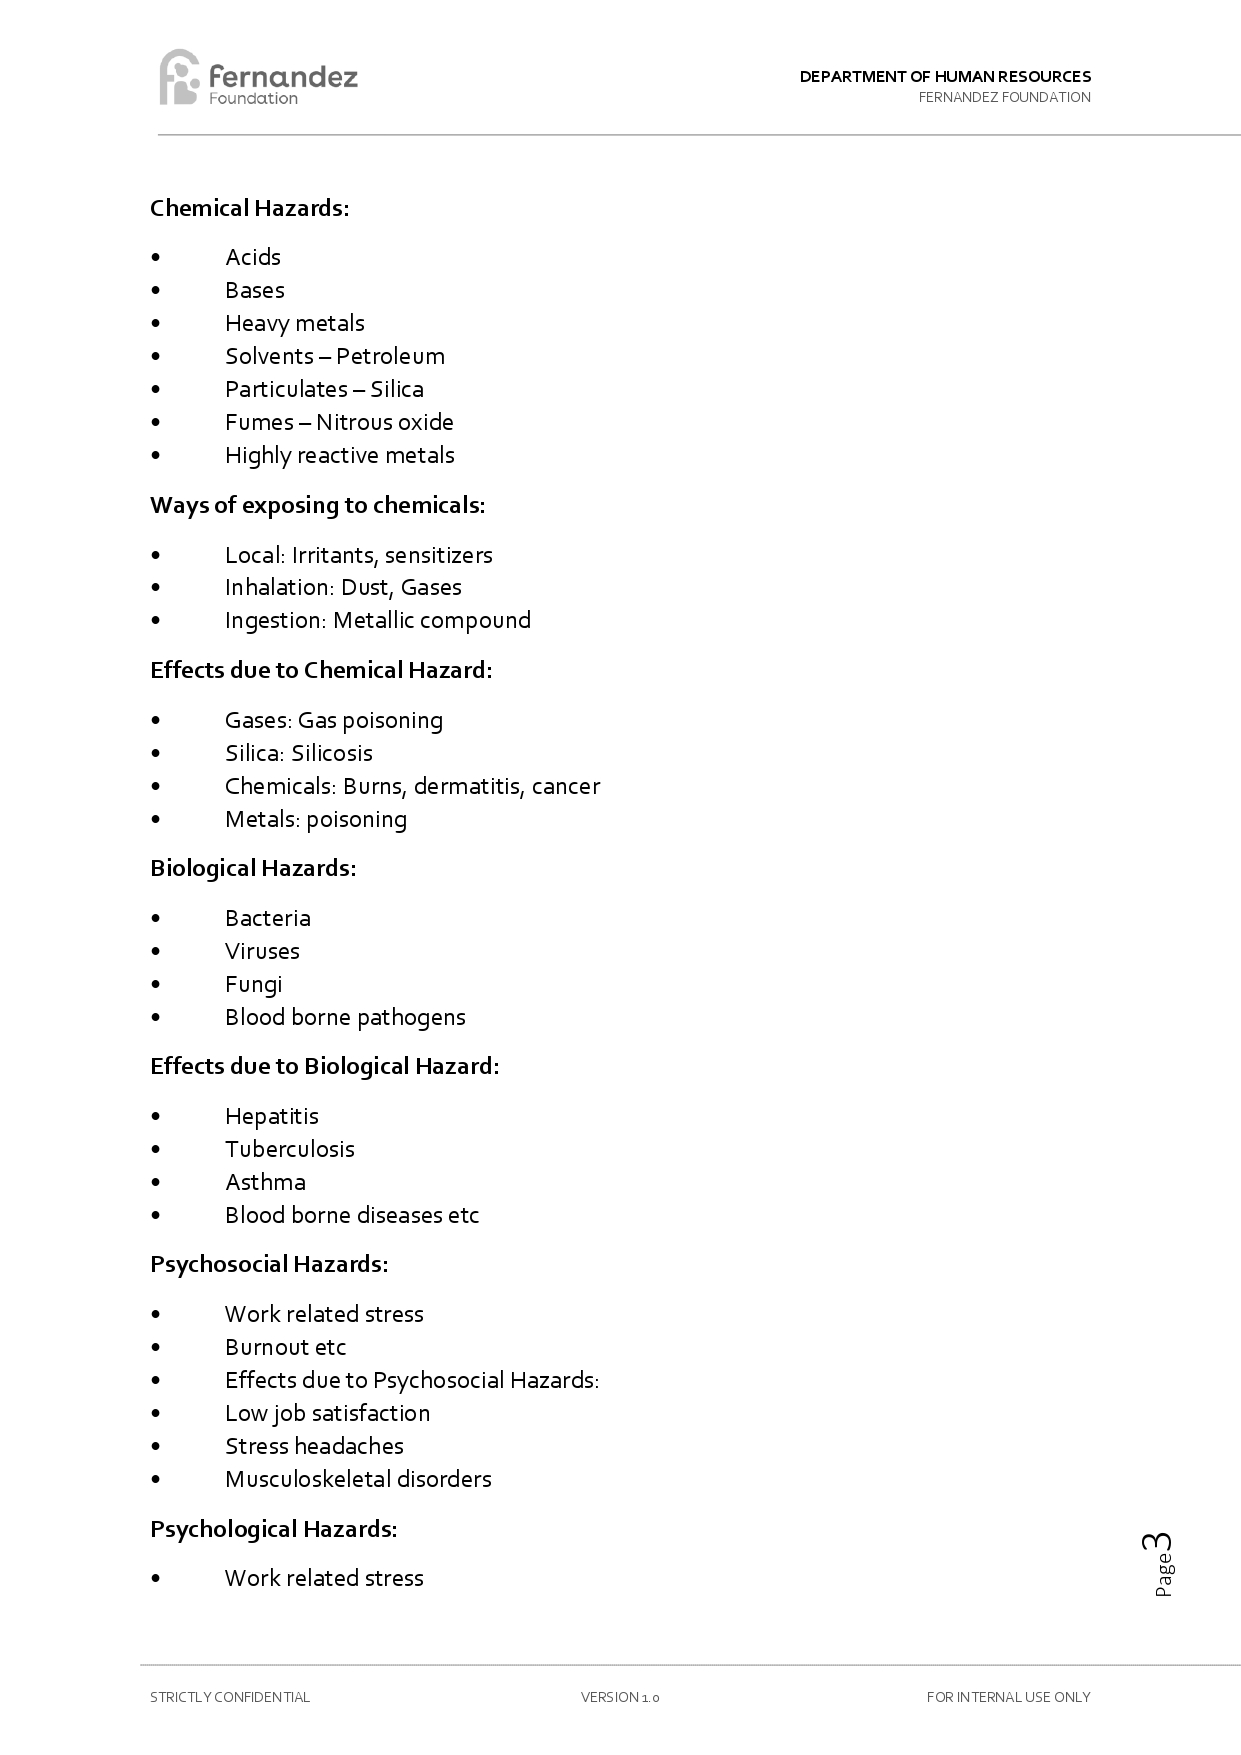 fernandez
Foundation
DEPARTMENT OF HUMAN RESOURCES
FERNANDEZ FOUNDATION
Chemical Hazards:
• Acids
• Bases
• Heavy metals
• Solvents – Petroleum
• Particulates – Silica
• Fumes – Nitrous oxide
• Highly reactive metals
Ways of exposing to chemicals:
• Local: Irritants, sensitizers
• Inhalation: Dust, Gases
• Ingestion: Metallic compound
Effects due to Chemical Hazard:
• Gases: Gas poisoning
• Silica: Silicosis
• Chemicals: Burns, dermatitis, cancer
• Metals: poisoning
Biological Hazards:
• Bacteria
• Viruses
• Fungi
• Blood borne pathogens
Effects due to Biological Hazard:
• Hepatitis
• Tuberculosis
• Asthma
• Blood borne diseases etc
Psychosocial Hazards:
• Work related stress
• Burnout etc
• Effects due to Psychosocial Hazards:
• Low job satisfaction
• Stress headaches
• Musculoskeletal disorders
Psychological Hazards:
• Work related stress
Page3
STRICTLY CONFIDENTIAL
VERSION 1.0
FOR INTERNAL USE ONLY